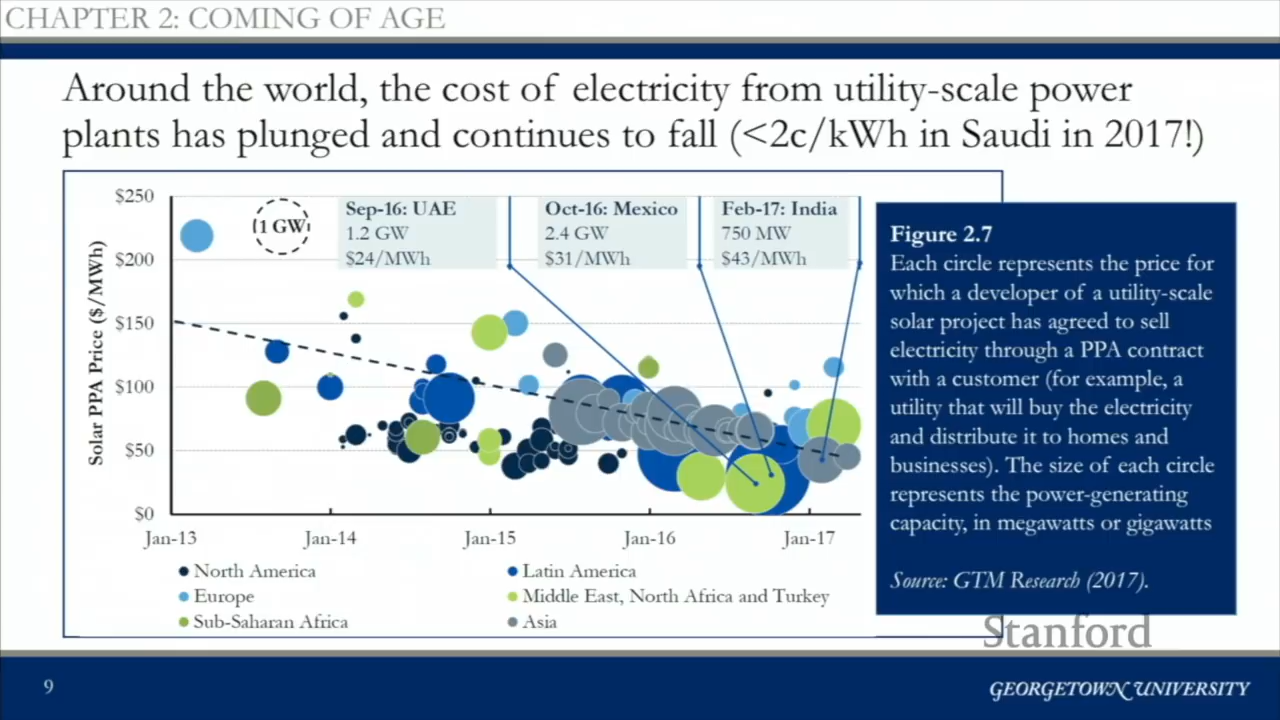 CHAPTER 2: COMING OF AGE
Around the world, the cost of electricity from utility-scale power
plants has plunged and continues to fall (<2c/kWh in Saudi in 2017!)
Solar PPA Price ($/MWh)
$250
$200
$150
$100
$50
$0
1 GW
Sep-16: UAE
1.2 GW
$24/MWh
Oct-16: Mexico
2.4 GW
$31/MWh
Feb-17: India
750 MW
$43/MWh
Jan-13
Jan-14
Jan-15
Jan-16
Jan-17
North America
Latin America
Europe
Middle East, North Africa and Turkey
Sub-Saharan Africa
Asia
Figure 2.7
Each circle represents the price for
which a developer of a utility-scale
solar project has agreed to sell
electricity through a PPA contract
with a customer (for example, a
utility that will buy the electricity
and distribute it to homes and
businesses). The size of each circle
represents the power-generating
capacity, in megawatts or gigawatts
Source: GTM Research (2017).
Stanford
9
GEORGETOWN UNIVERSITY